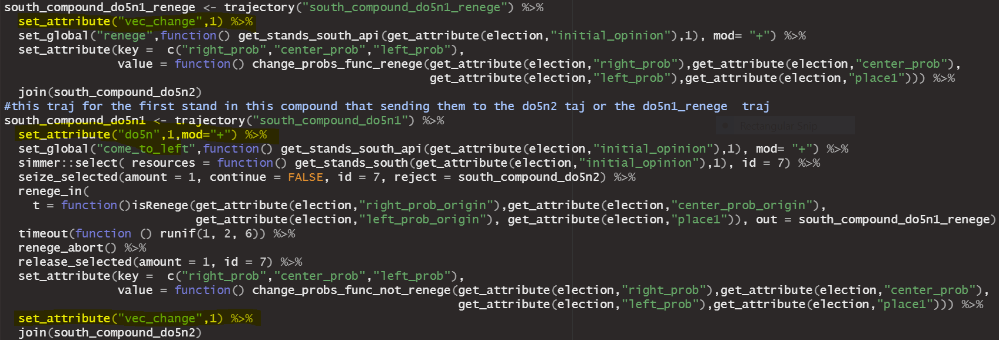 south_compound_do5n1_renege <- trajectory("south_compound_do5n1_renege") %>%
  set_attribute("vec_change",1) %>%
  set_global("renege",function() get_stands_south_api(get_attribute(election,"initial_opinion"),1), mod= "+") %>%
  set_attribute(key =  c("right_prob","center_prob","left_prob"),
                value = function() change_probs_func_renege(get_attribute(election,"right_prob"),get_attribute(election,"center_prob"),
                                                            get_attribute(election,"left_prob"),get_attribute(election,"place1"))) %>%
  join(south_compound_do5n2)
#this traj for the first stand in this compound that sending them to the do5n2 taj or the do5n1_renege  traj
south_compound_do5n1 <- trajectory("south_compound_do5n1") %>%
Rectangular Snip
  set_attribute("do5n",1,mod="+") %>%
  set_global("come_to_left",function() get_stands_south_api(get_attribute(election,"initial_opinion"),1), mod= "+") %>%
  simmer::select( resources = function() get_stands_south(get_attribute(election,"initial_opinion"),1), id = 7) %>%
  seize_selected(amount = 1, continue = FALSE, id = 7, reject = south_compound_do5n2) %>%
  renege_in(
    t = function()isRenege(get_attribute(election,"right_prob_origin"),get_attribute(election,"center_prob_origin"),
                           get_attribute(election,"left_prob_origin"), get_attribute(election,"place1")), out = south_compound_do5n1_renege)
  timeout(function () runif(1, 2, 6)) %>%
  renege_abort() %>%
  release_selected(amount = 1, id = 7) %>%
  set_attribute(key =  c("right_prob","center_prob","left_prob"),
                value = function() change_probs_func_not_renege(get_attribute(election,"right_prob"),get_attribute(election,"center_prob"),
                                                                get_attribute(election,"left_prob"),get_attribute(election,"place1"))) %>%
  set_attribute("vec_change",1) %>%
  join(south_compound_do5n2)